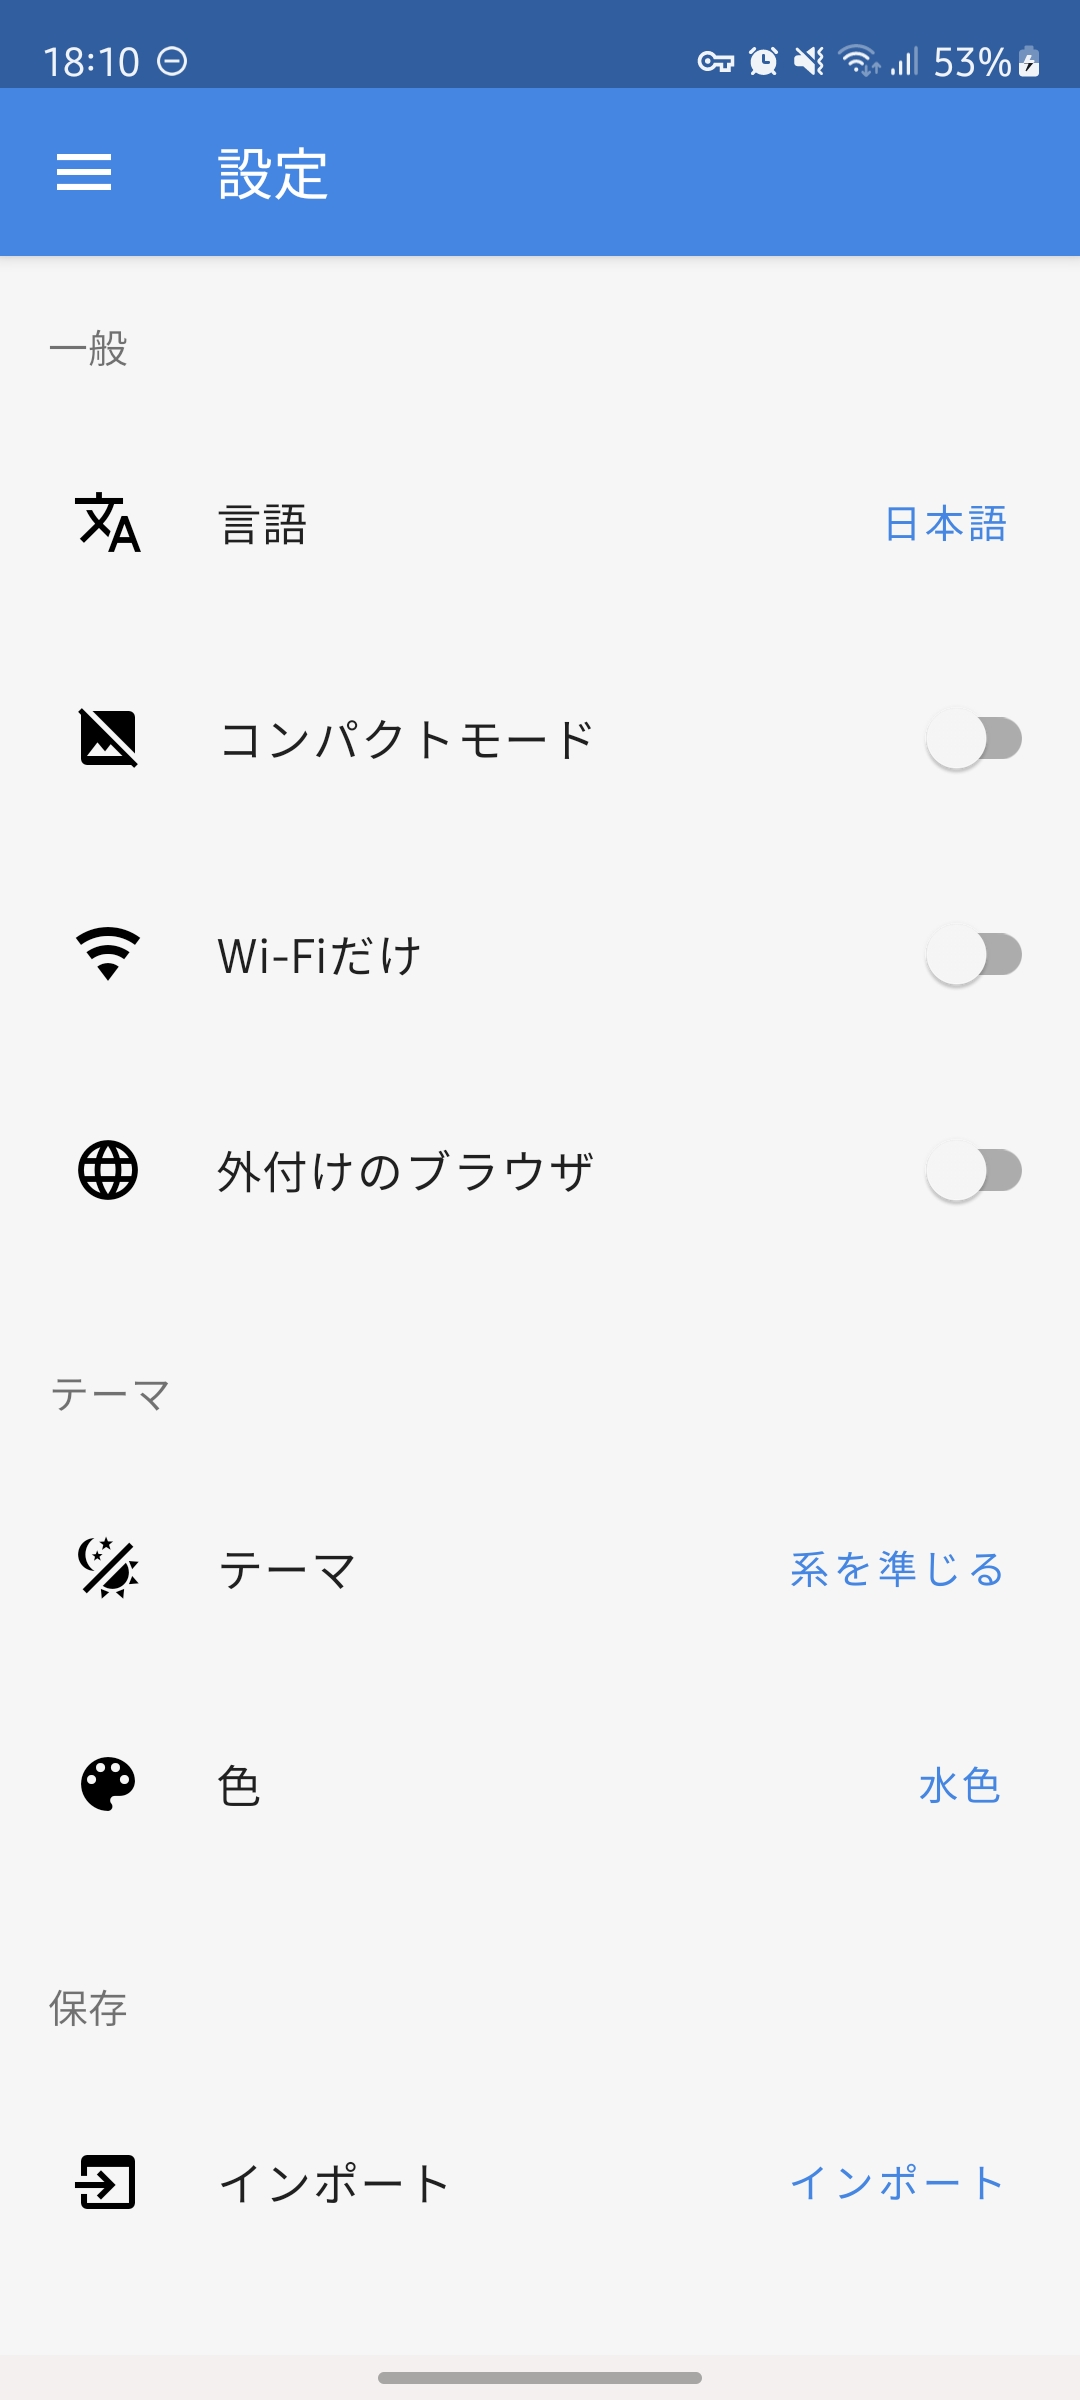 18:10
53%
設定
一般
言語 日本語
コンパクトモード
Wi-Fiだけ
外付けのブラウザ
テーマ
テーマ 系を準じる
色 水色
保存
インポート インポート